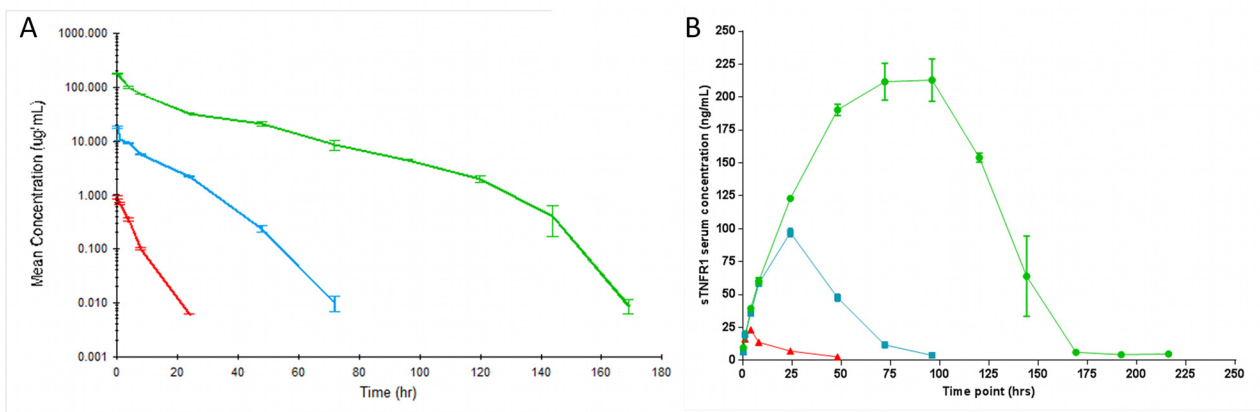 A
1000.000
100.000
10.000
1.000
0.100
0.010
0.001
Mean Concentration (ug*mL)
0 20 40 60 80 100 120 140 160 180
Time (hr)
B
250
225
200
175
150
125
100
75
50
25
0
sTNFR1 serum concentration (ng/mL)
0 25 50 75 100 125 150 175 200 225 250
Time point (hrs)